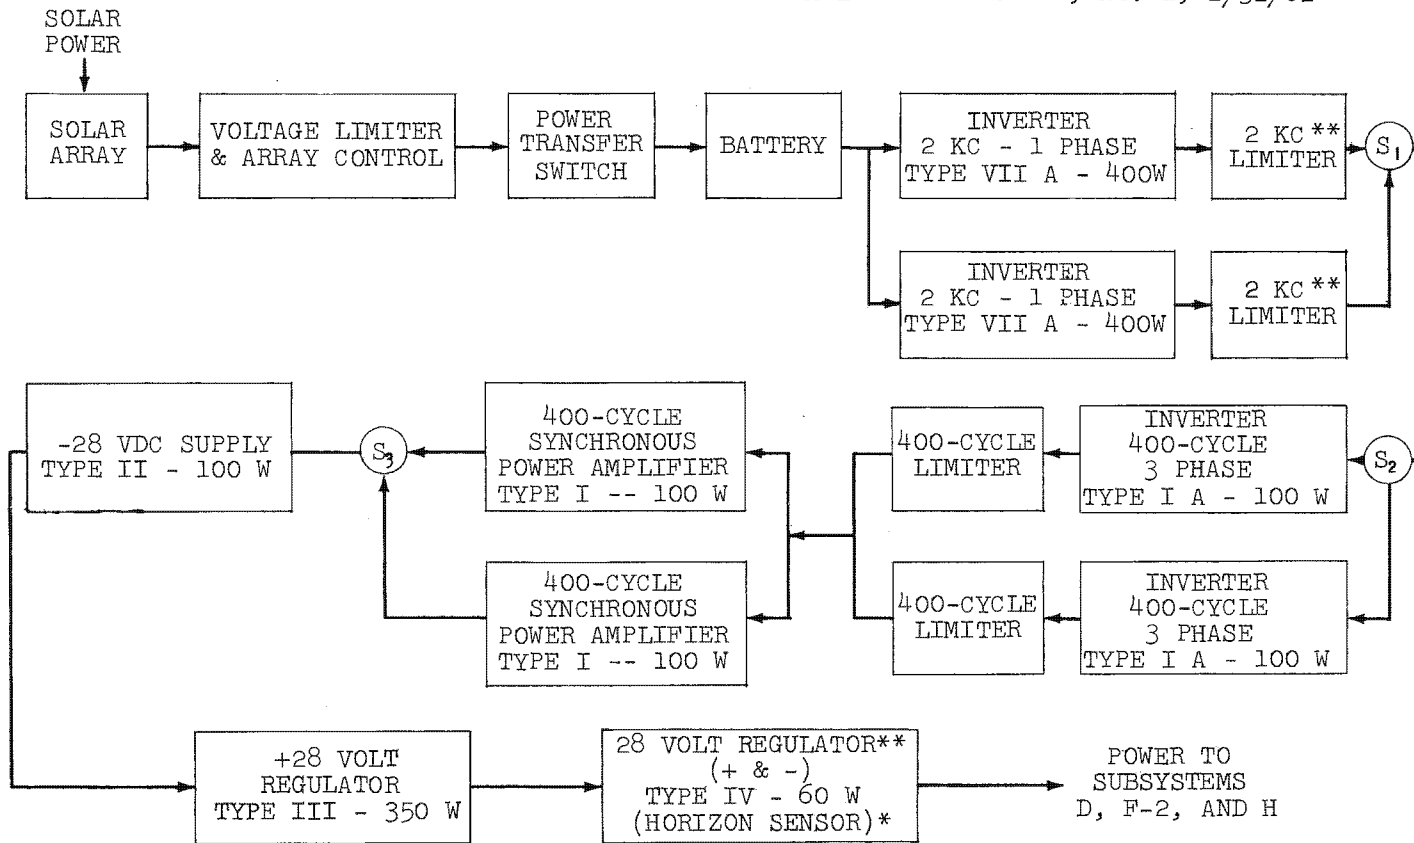 SOLAR
POWER
SOLAR
ARRAY
VOLTAGE LIMITER
& ARRAY CONTROL
POWER
TRANSFER
SWITCH
BATTERY
INVERTER
2 KC - 1 PHASE
TYPE VII A - 400W
2 KC**
LIMITER
S1
INVERTER
2 KC - 1 PHASE
TYPE VII A - 400W
2 KC**
LIMITER
-28 VDC SUPPLY
TYPE II - 100 W
S3
400-CYCLE
SYNCHRONOUS
POWER AMPLIFIER
TYPE I -- 100 W
400-CYCLE
LIMITER
INVERTER
400-CYCLE
3 PHASE
TYPE I A - 100 W
S2
400-CYCLE
SYNCHRONOUS
POWER AMPLIFIER
TYPE I -- 100 W
400-CYCLE
LIMITER
INVERTER
400-CYCLE
3 PHASE
TYPE I A - 100 W
+28 VOLT
REGULATOR
TYPE III - 350 W
28 VOLT REGULATOR**
(+ & -)
TYPE IV - 60 W
(HORIZON SENSOR)*
POWER TO
SUBSYSTEMS
D, F-2, AND H